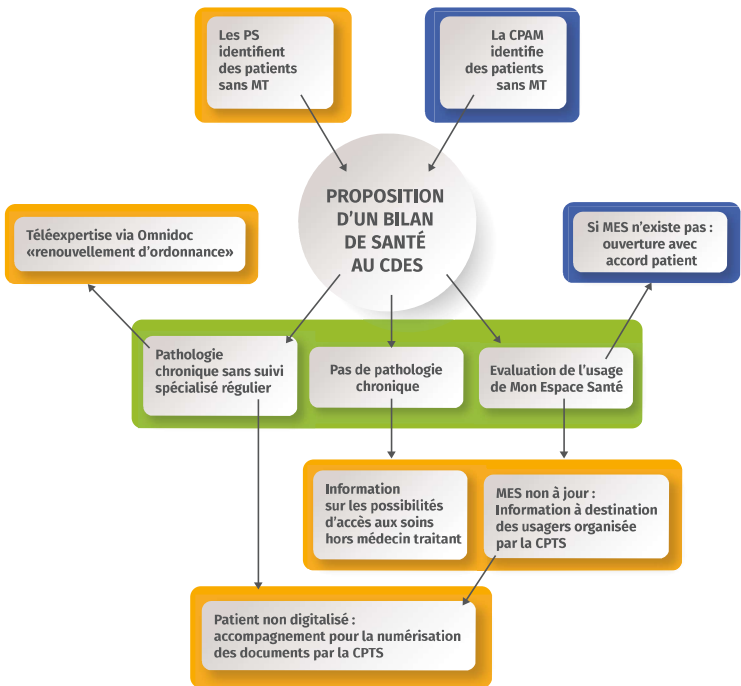 Les PS
identifient
des patients
sans MT
La CPAM
identifie
des patients
sans MT
PROPOSITION
D'UN BILAN
DE SANTÉ
AU CDES
Téléexpertise via Omnidoc
«renouvellement d'ordonnance»
Si MES n'existe pas :
ouverture avec
accord patient
Pathologie
chronique sans suivi
spécialisé régulier
Pas de pathologie
chronique
Evaluation de l'usage
de Mon Espace Santé
Information
sur les possibilités
d'accès aux soins
hors médecin traitant
MES non à jour :
Information à destination
des usagers organisée
par la CPTS
Patient non digitalisé :
accompagnement pour la numérisation
des documents par la CPTS